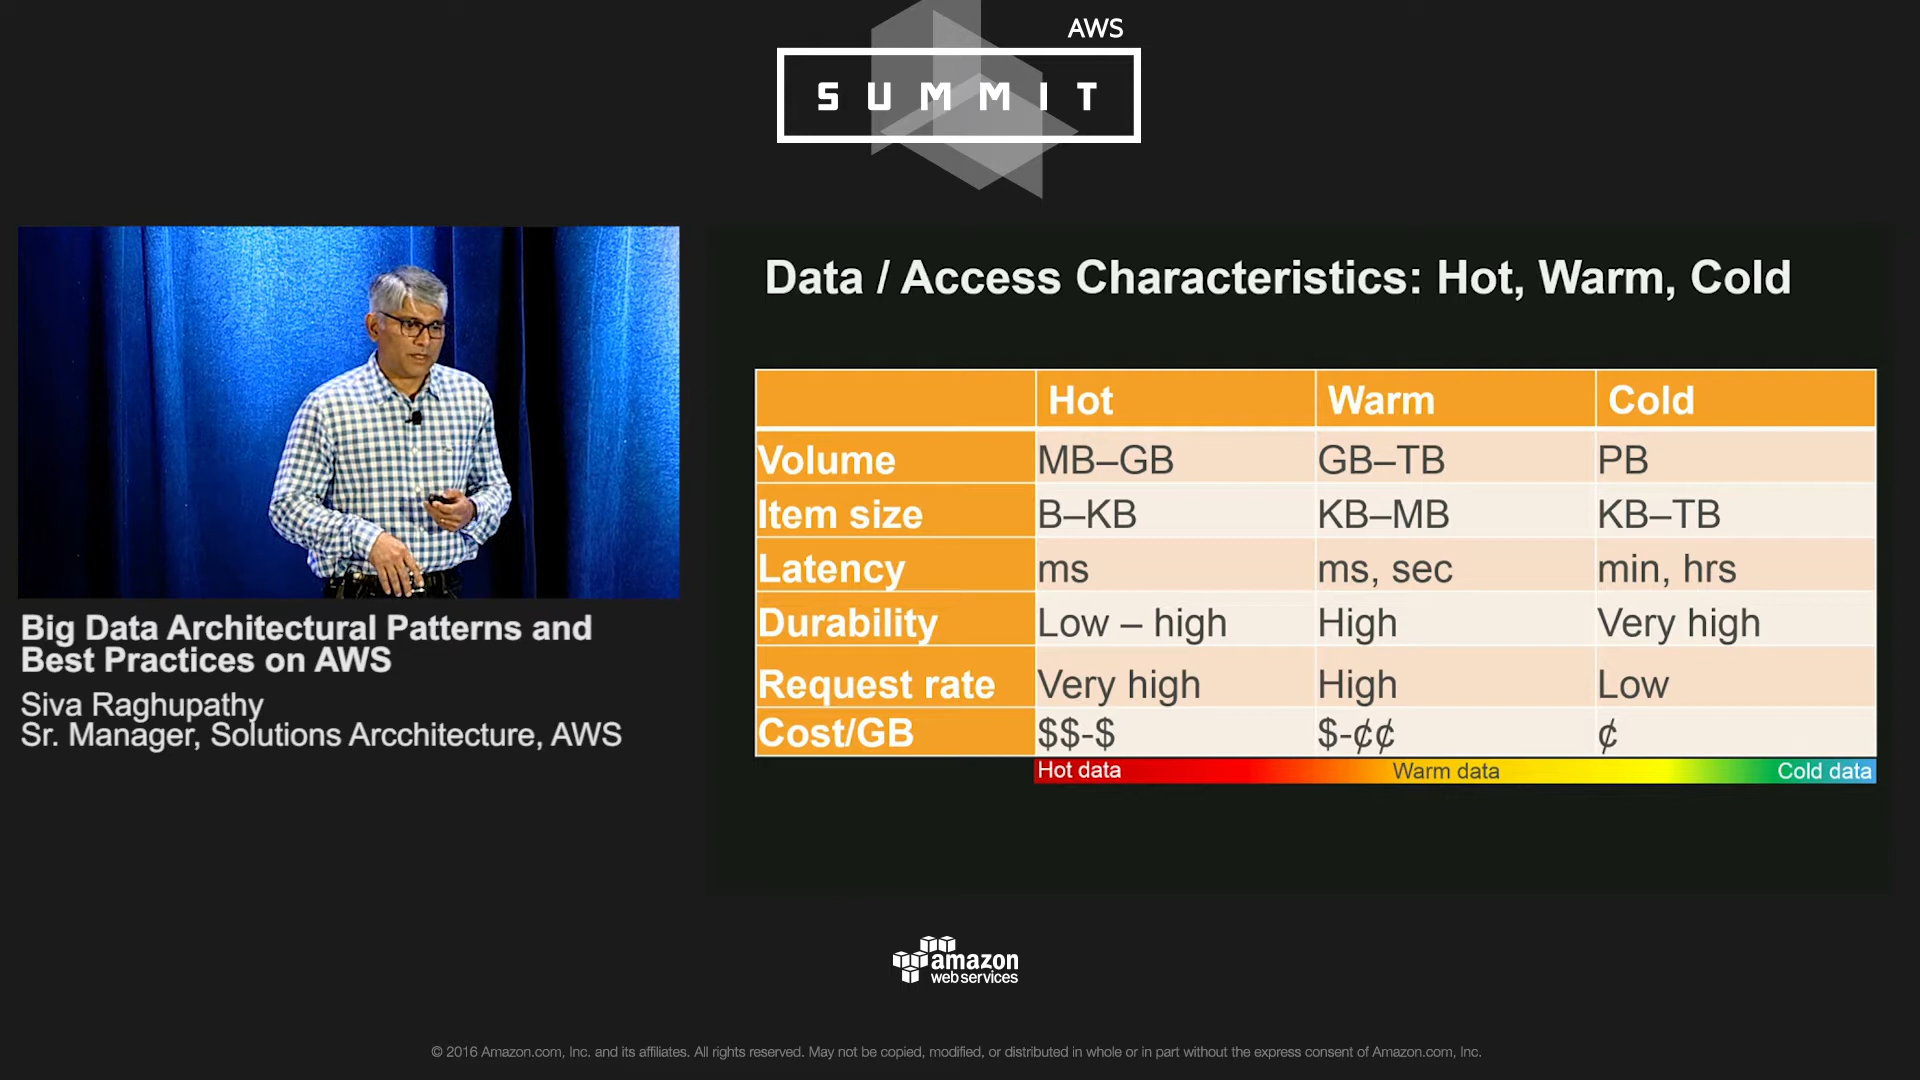 AWS
SUMMIT
Data / Access Characteristics: Hot, Warm, Cold
Hot Warm Cold
Volume MB–GB GB–TB PB
Item size B–KB KB–MB KB–TB
Latency ms ms, sec min, hrs
Durability Low – high High Very high
Request rate Very high High Low
Cost/GB $$-$ $-¢¢ ¢
Hot data Warm data Cold data
Big Data Architectural Patterns and
Best Practices on AWS
Siva Raghupathy
Sr. Manager, Solutions Arcchitecture, AWS
amazon
webservices
© 2016 Amazon.com, Inc. and its affiliates. All rights reserved. May not be copied, modified, or distributed in whole or in part without the express consent of Amazon.com, Inc.